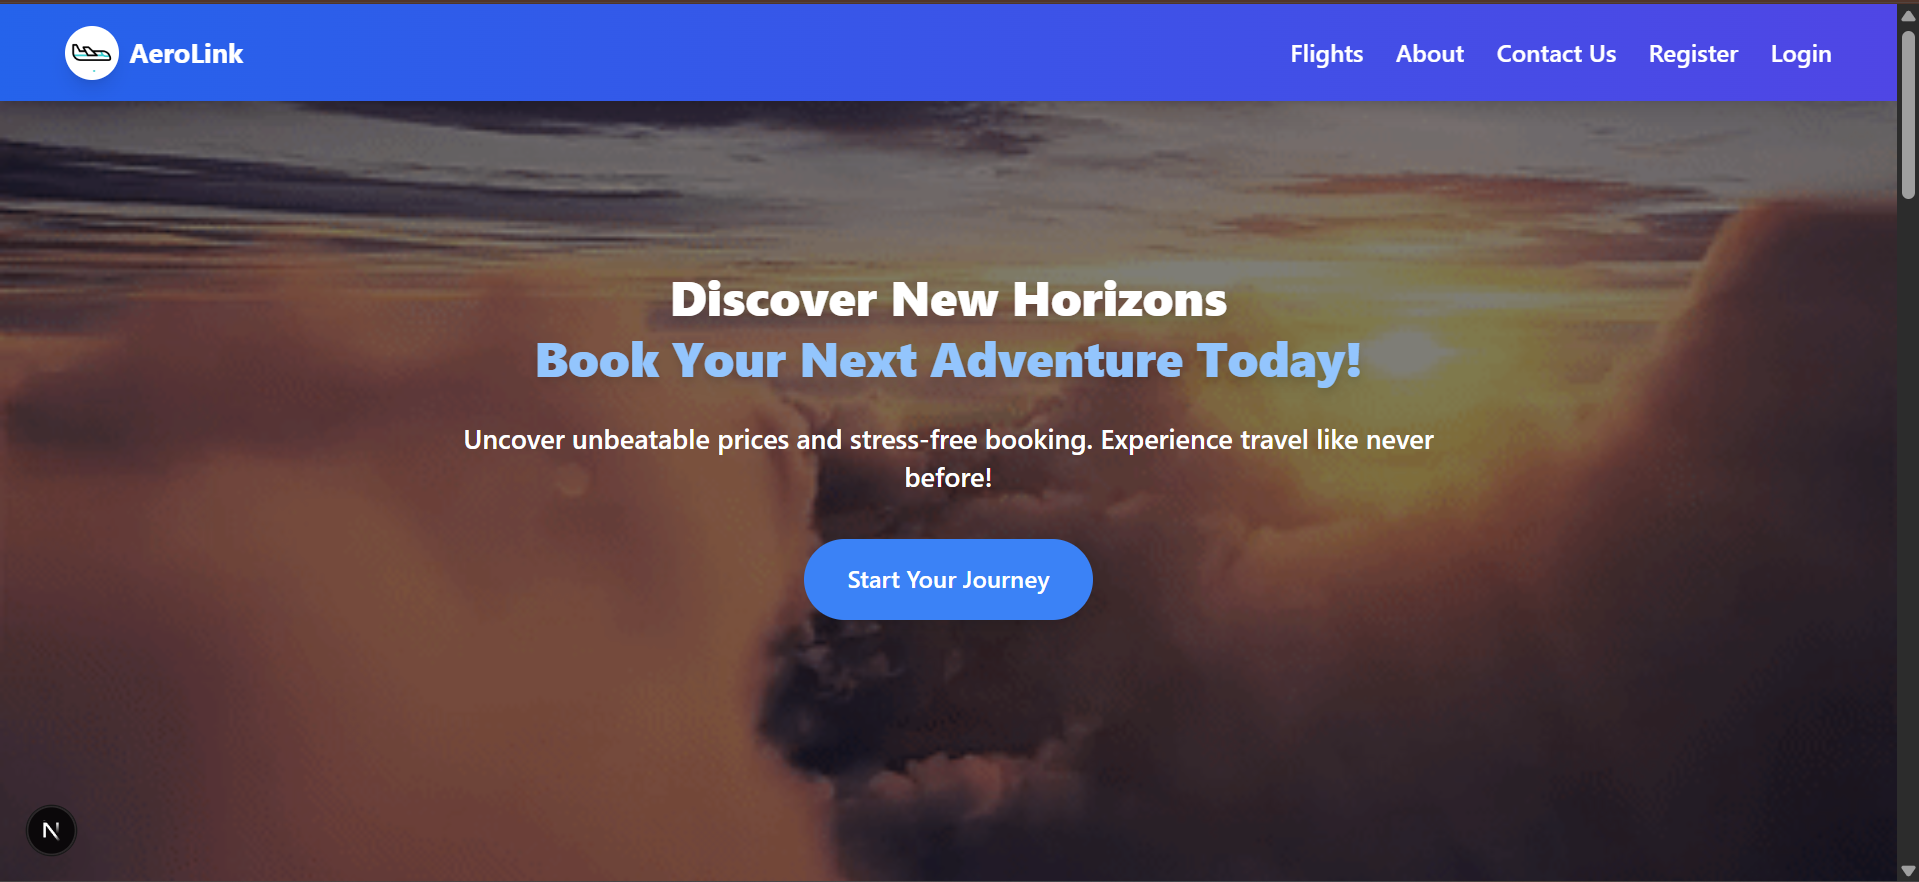 AeroLink
Flights
About
Contact Us
Register
Login
Discover New Horizons
Book Your Next Adventure Today!
Uncover unbeatable prices and stress-free booking. Experience travel like never
before!
Start Your Journey
N